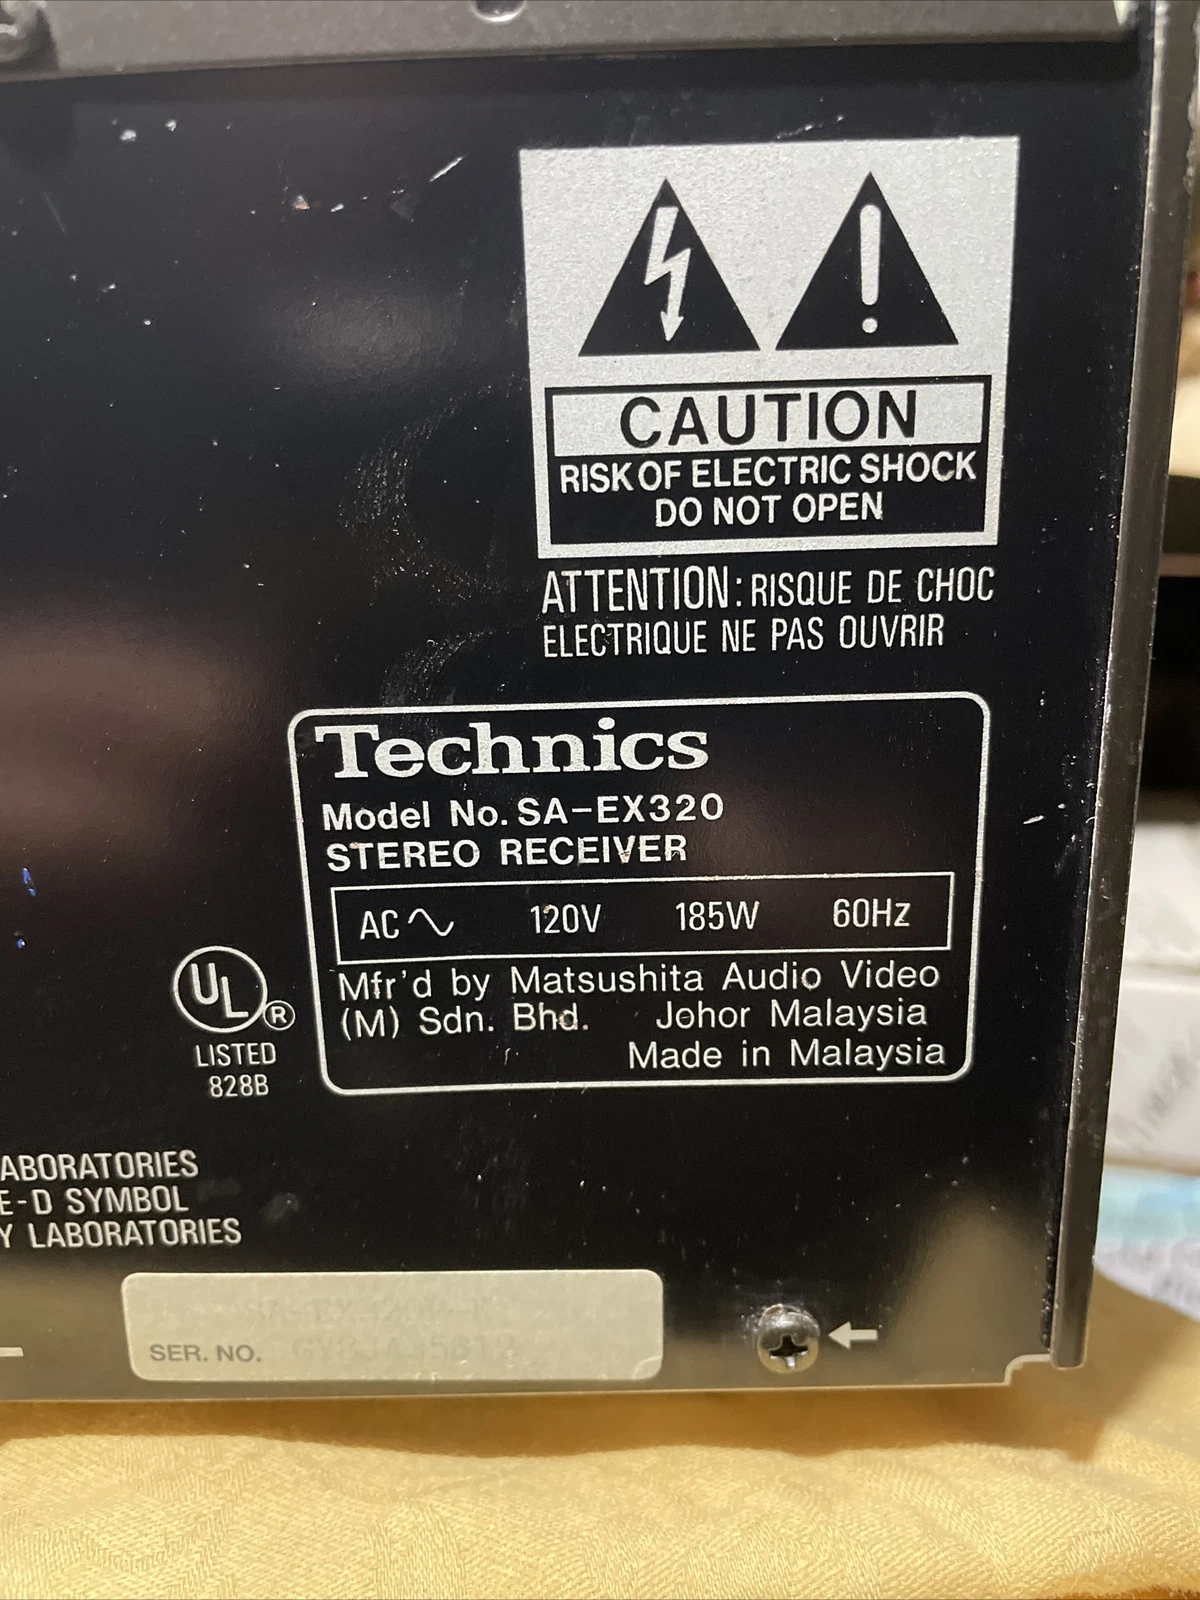 CAUTION
RISK OF ELECTRIC SHOCK
DO NOT OPEN
ATTENTION: RISQUE DE CHOC
ELECTRIQUE NE PAS OUVRIR
Technics
Model No. SA-EX320
STEREO RECEIVER
AC 120V 185W 60Hz
Mfr'd by Matsushita Audio Video
(M) Sdn. Bhd. Johor Malaysia
Made in Malaysia
UL ®
LISTED
828B
ABORATORIES
E-D SYMBOL
Y LABORATORIES
SER. NO.